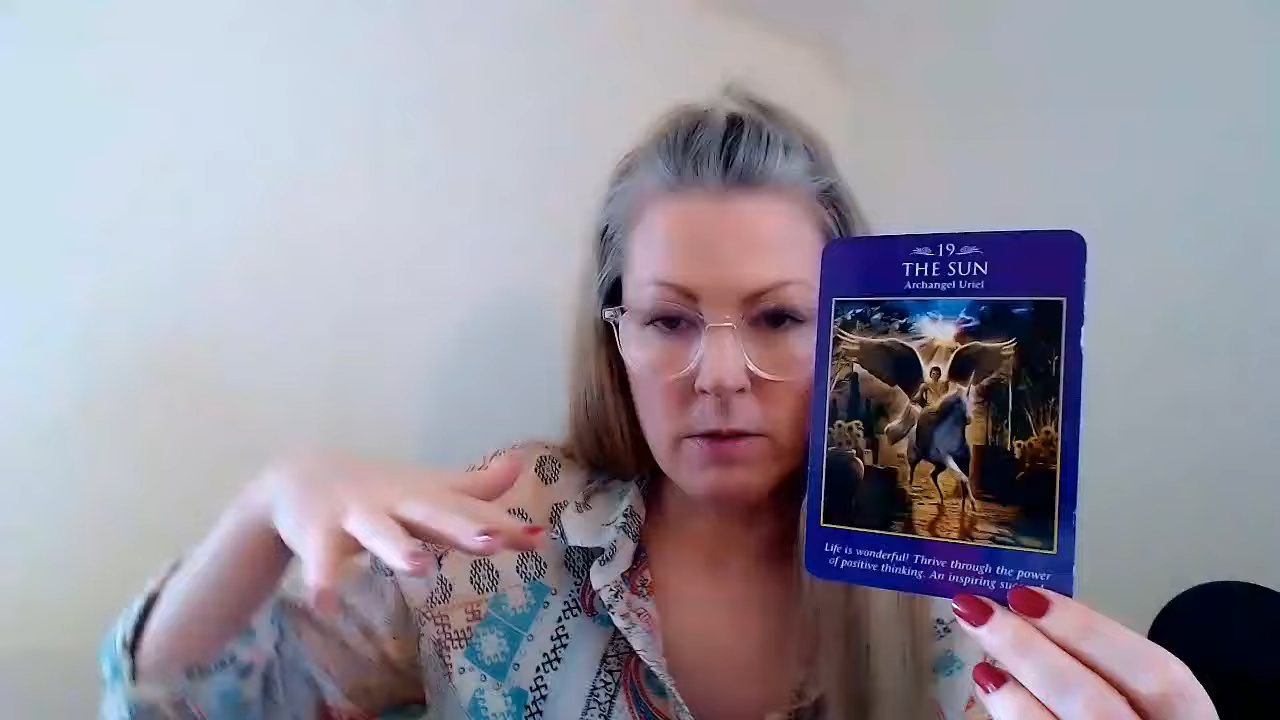 19
THE SUN
Archangel Uriel
Life is wonderful! Thrive through the power
of positive thinking. An inspiring